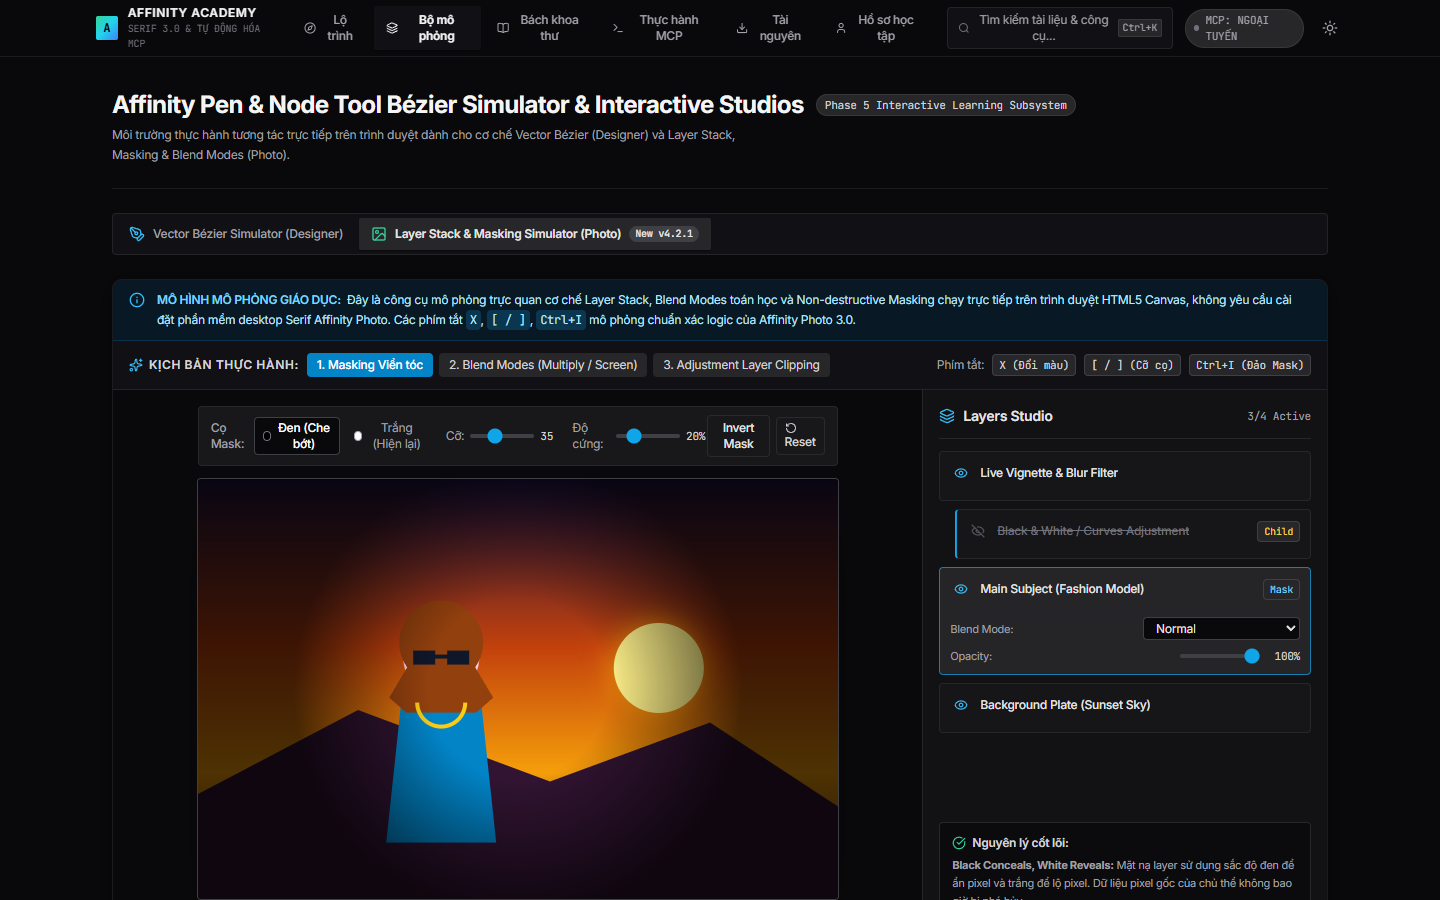 A
AFFINITY ACADEMY
SERIF 3.0 & TỰ ĐỘNG HÓA
MCP
Lộ
trình
Bộ mô
phỏng
Bách khoa
thư
Thực hành
MCP
Tài
nguyên
Hồ sơ học
tập
Tìm kiếm tài liệu & công
cụ...
Ctrl+K
MCP: NGOẠI
TUYẾN
Affinity Pen & Node Tool Bézier Simulator & Interactive Studios
Phase 5 Interactive Learning Subsystem
Môi trường thực hành tương tác trực tiếp trên trình duyệt dành cho cơ chế Vector Bézier (Designer) và Layer Stack,
Masking & Blend Modes (Photo).
Vector Bézier Simulator (Designer)
Layer Stack & Masking Simulator (Photo)
New v4.2.1
MÔ HÌNH MÔ PHỎNG GIÁO DỤC: Đây là công cụ mô phỏng trực quan cơ chế Layer Stack, Blend Modes toán học và Non-destructive Masking chạy trực tiếp trên trình duyệt HTML5 Canvas, không yêu cầu cài
đặt phần mềm desktop Serif Affinity Photo. Các phím tắt X, [ / ], Ctrl+I mô phỏng chuẩn xác logic của Affinity Photo 3.0.
KỊCH BẢN THỰC HÀNH:
1. Masking Viền tóc
2. Blend Modes (Multiply / Screen)
3. Adjustment Layer Clipping
Phím tắt:
X (Đổi màu)
[ / ] (Cỡ cọ)
Ctrl+I (Đảo Mask)
Cọ
Mask:
Đen (Che
bớt)
Trắng
(Hiện lại)
Cỡ:
35
Độ
cứng:
20%
Invert
Mask
Reset
Layers Studio
3/4 Active
Live Vignette & Blur Filter
Black & White / Curves Adjustment
Child
Main Subject (Fashion Model)
Mask
Blend Mode:
Normal
Opacity:
100%
Background Plate (Sunset Sky)
Nguyên lý cốt lõi:
Black Conceals, White Reveals: Mặt nạ layer sử dụng sắc độ đen để
ẩn pixel và trắng để lộ pixel. Dữ liệu pixel gốc của chủ thể không bao